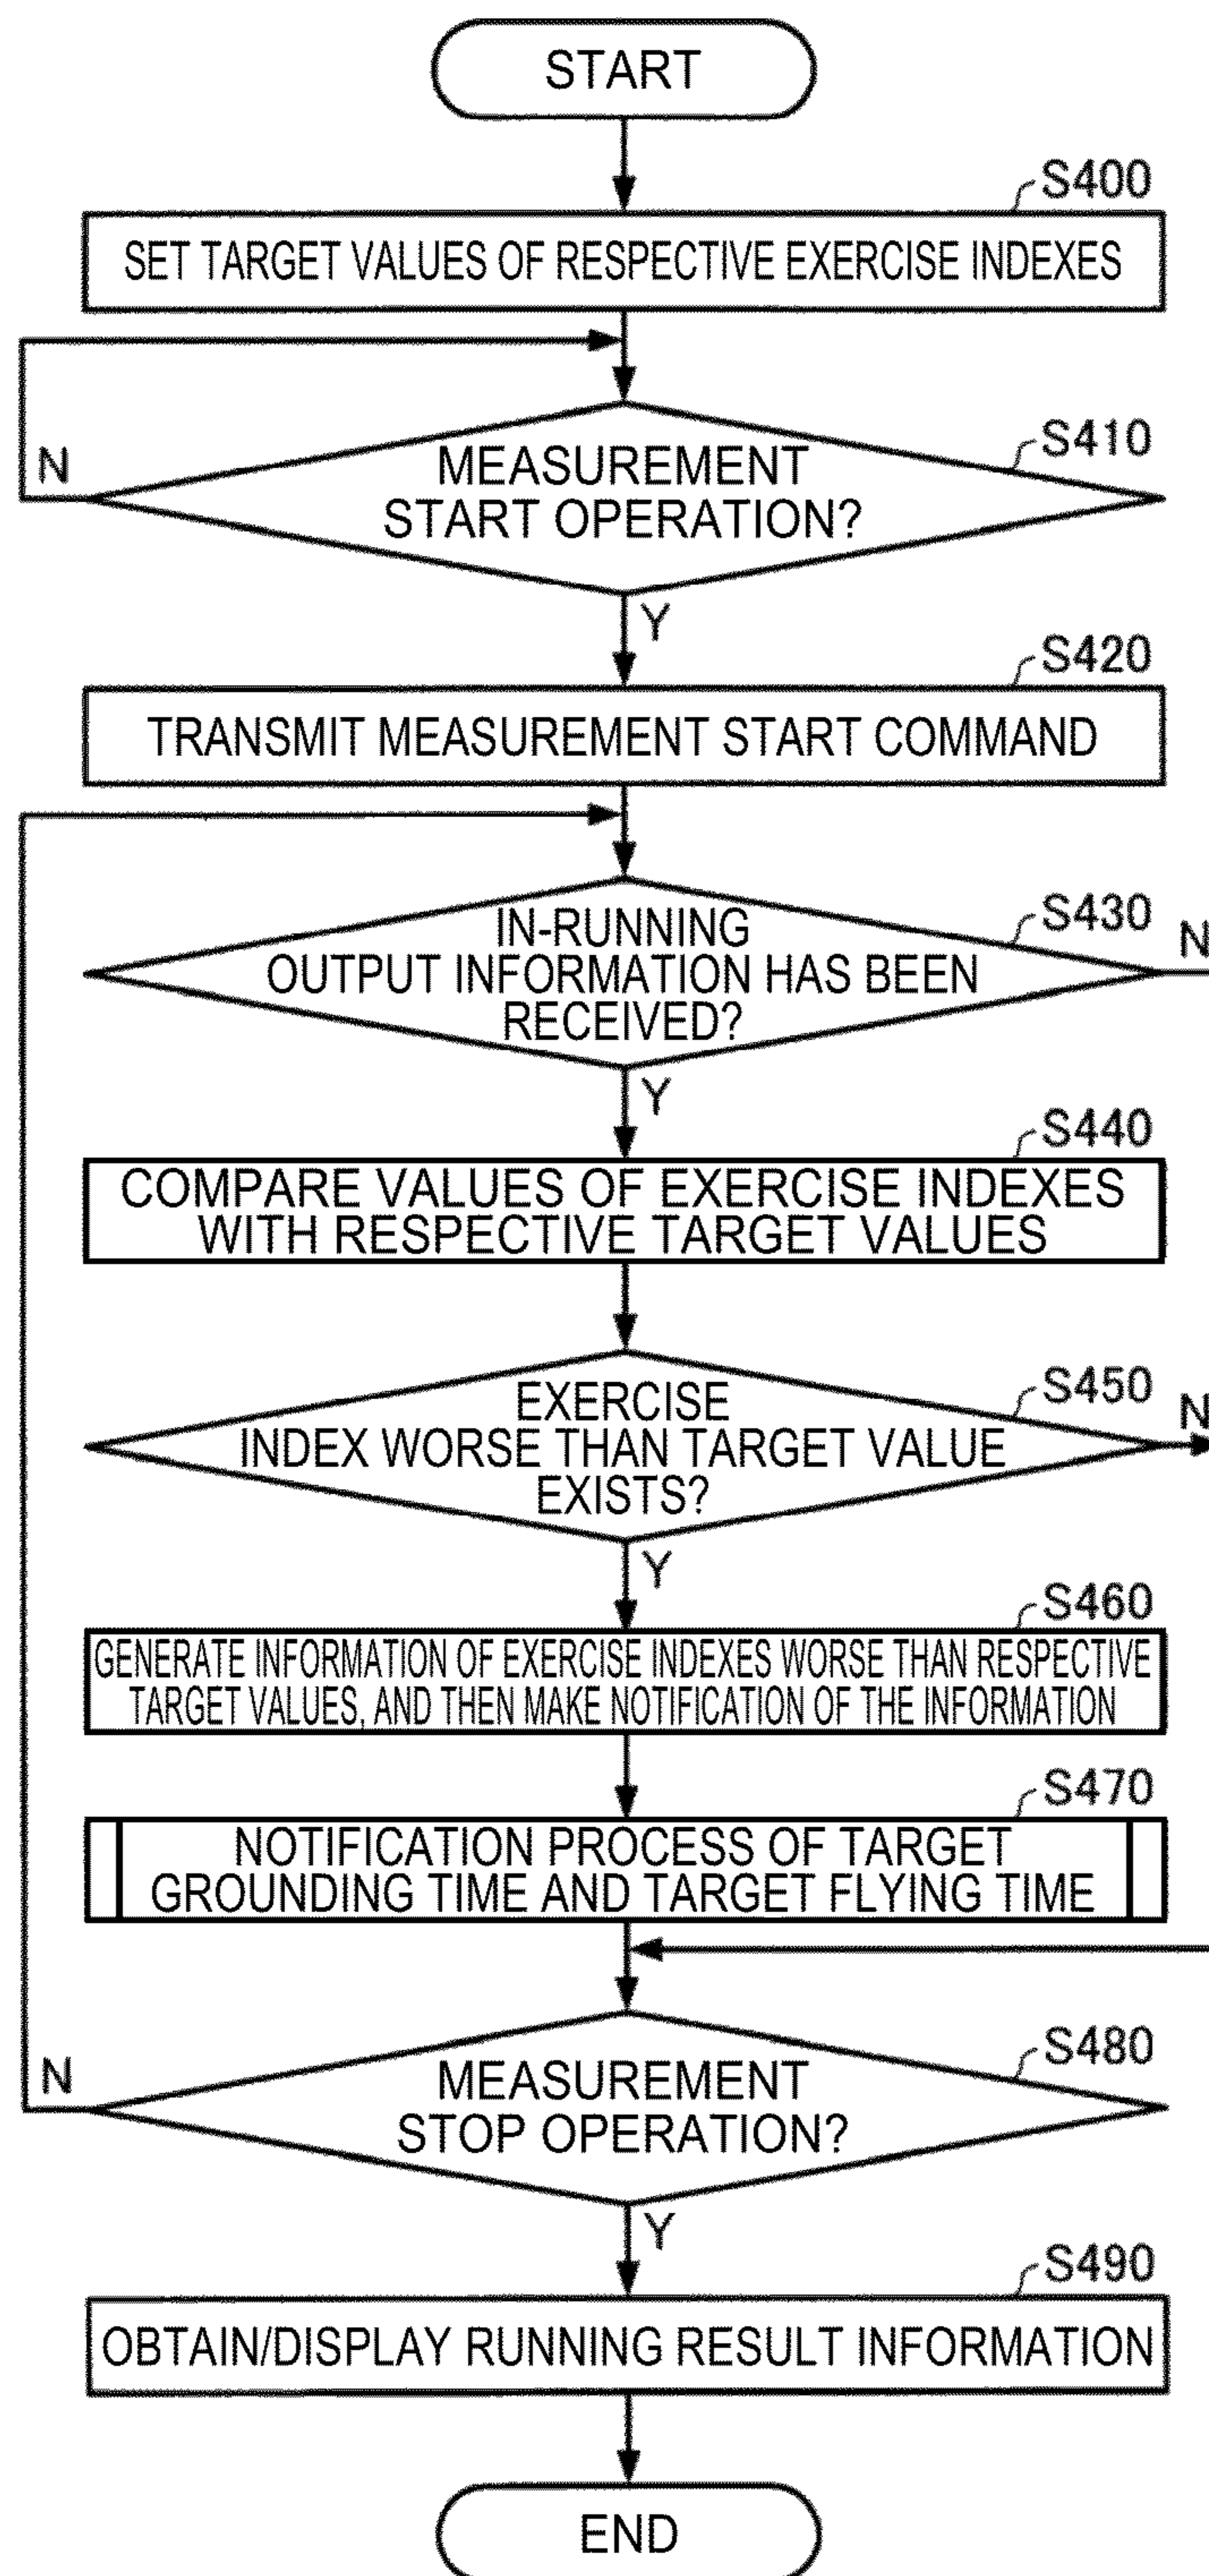 START
S400
SET TARGET VALUES OF RESPECTIVE EXERCISE INDEXES
S410
MEASUREMENT
START OPERATION?
N
Y
S420
TRANSMIT MEASUREMENT START COMMAND
S430
IN-RUNNING
OUTPUT INFORMATION HAS BEEN
RECEIVED?
N
Y
S440
COMPARE VALUES OF EXERCISE INDEXES
WITH RESPECTIVE TARGET VALUES
S450
EXERCISE
INDEX WORSE THAN TARGET VALUE
EXISTS?
N
Y
S460
GENERATE INFORMATION OF EXERCISE INDEXES WORSE THAN RESPECTIVE
TARGET VALUES, AND THEN MAKE NOTIFICATION OF THE INFORMATION
S470
NOTIFICATION PROCESS OF TARGET
GROUNDING TIME AND TARGET FLYING TIME
S480
MEASUREMENT
STOP OPERATION?
N
Y
S490
OBTAIN/DISPLAY RUNNING RESULT INFORMATION
END